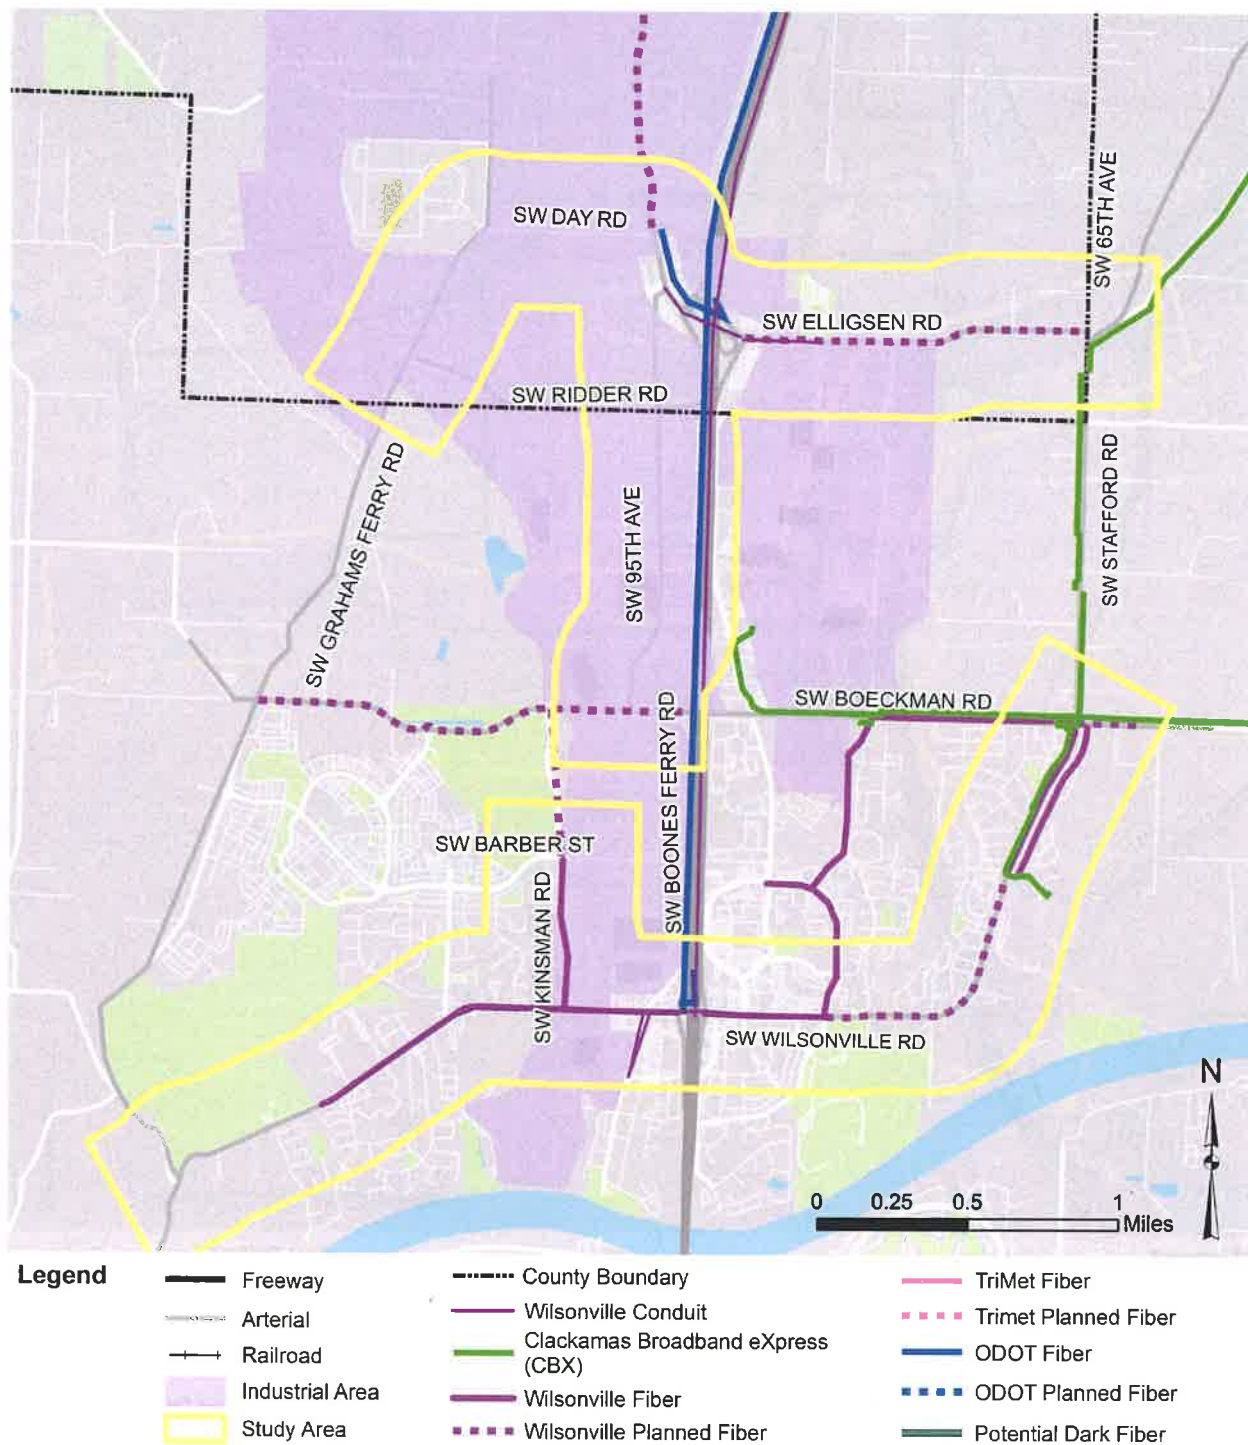 SW DAY RD
SW 65TH AVE
SW ELLIGSEN RD
SW RIDDER RD
SW GRAHAMS FERRY RD
SW 95TH AVE
SW STAFFORD RD
SW BOECKMAN RD
SW BOONES FERRY RD
SW BARBER ST
SW KINSMAN RD
SW WILSONVILLE RD
N
0 0.25 0.5 1
Miles
Legend
Freeway
Arterial
Railroad
Industrial Area
Study Area
County Boundary
Wilsonville Conduit
Clackamas Broadband eXpress
(CBX)
Wilsonville Fiber
Wilsonville Planned Fiber
TriMet Fiber
Trimet Planned Fiber
ODOT Fiber
ODOT Planned Fiber
Potential Dark Fiber